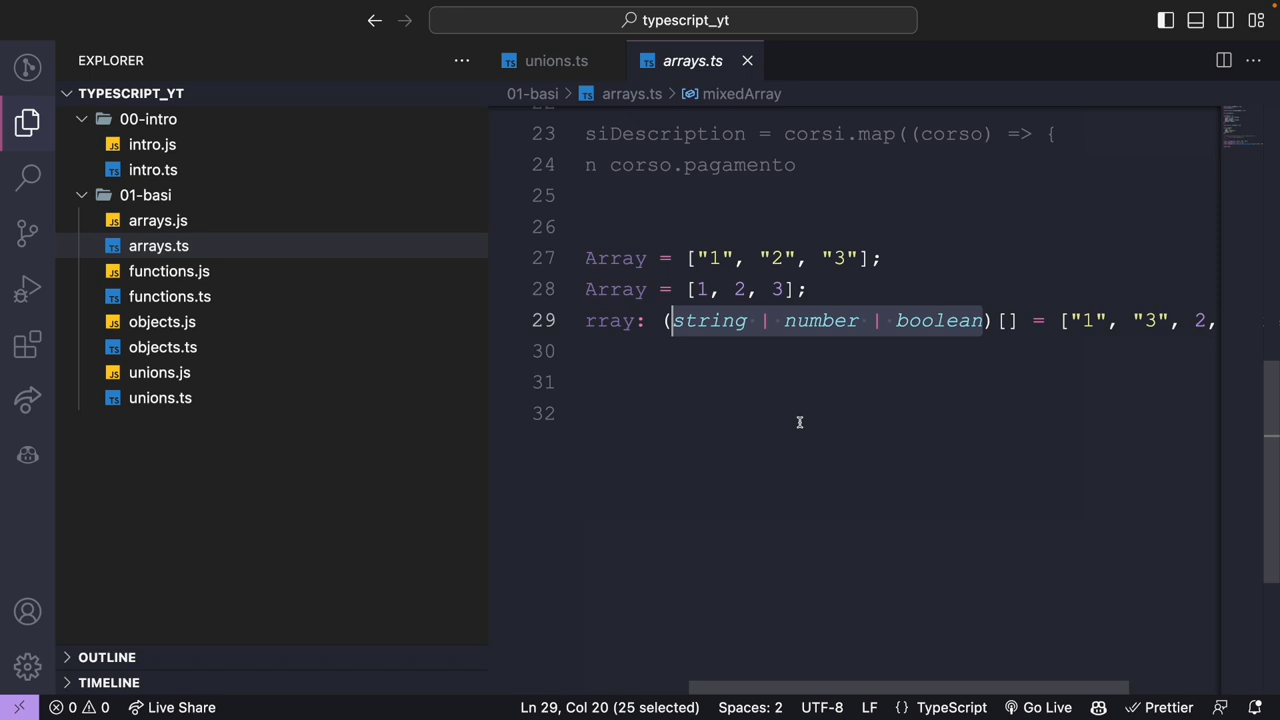 typescript_yt
EXPLORER
TYPESCRIPT_YT
00-intro
intro.js
intro.ts
01-basi
arrays.js
arrays.ts
functions.js
functions.ts
objects.js
objects.ts
unions.js
unions.ts
OUTLINE
TIMELINE
unions.ts
arrays.ts
01-basi > arrays.ts > mixedArray
23 siDescription = corsi.map((corso) => {
24 n corso.pagamento
25
26
27 Array = ["1", "2", "3"];
28 Array = [1, 2, 3];
29 rray: (string | number | boolean)[] = ["1", "3", 2,
30
31
32
0 0 Live Share Ln 29, Col 20 (25 selected) Spaces: 2 UTF-8 LF {} TypeScript Go Live Prettier